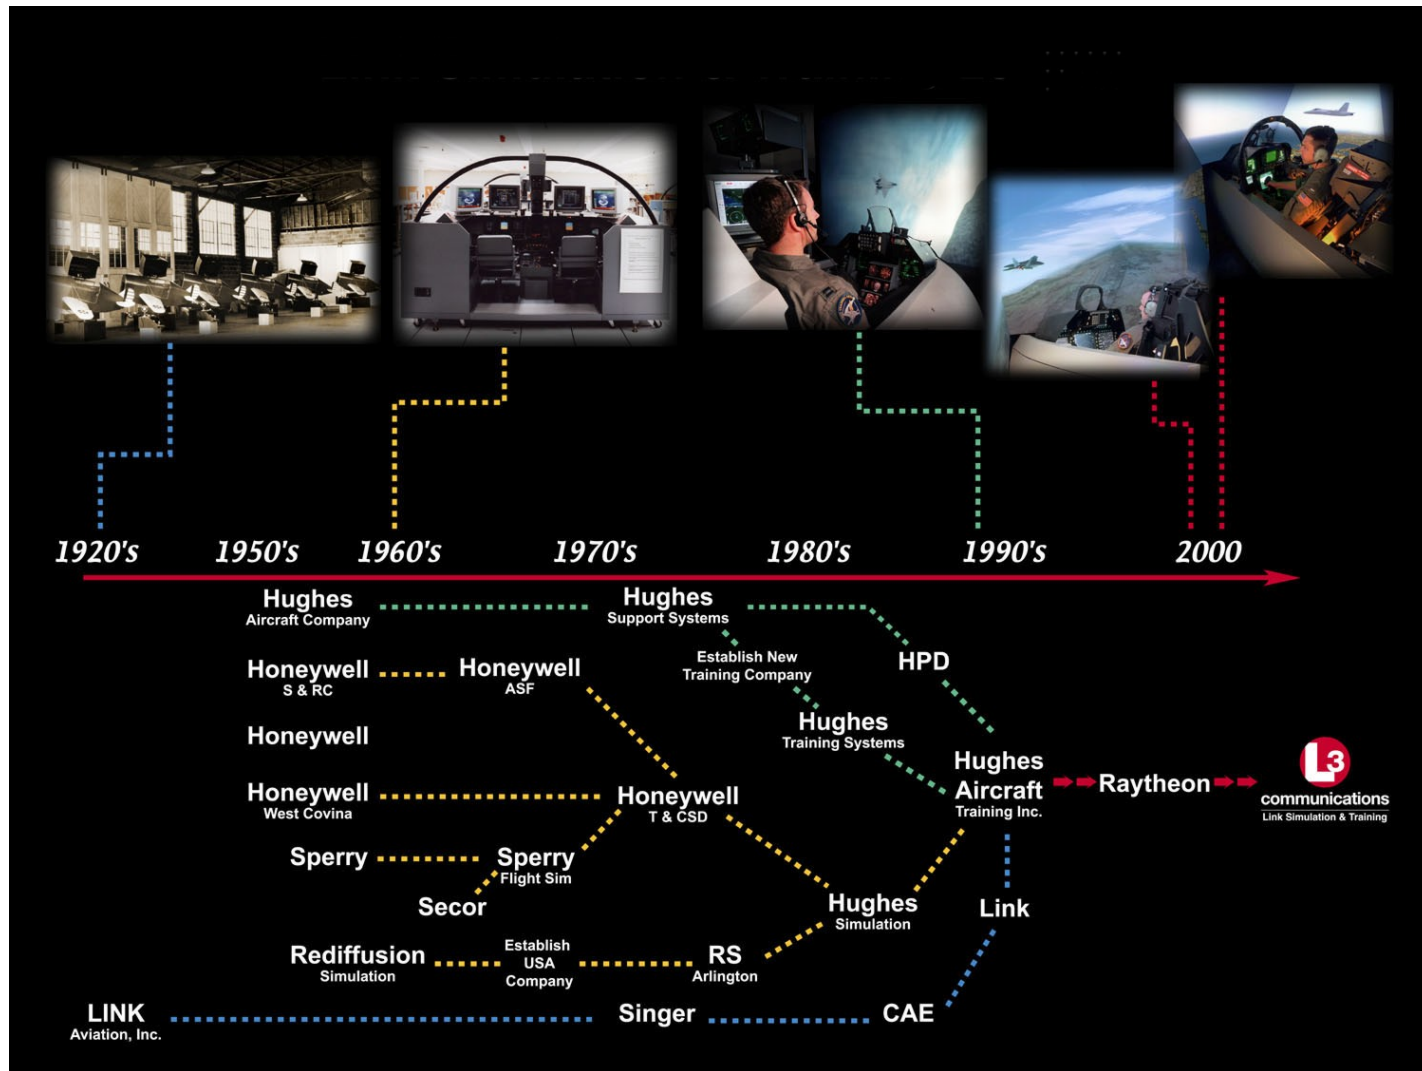 1920's 1950's 1960's 1970's 1980's 1990's 2000
Hughes
Aircraft Company
Hughes
Support Systems
Establish New
Training Company
HPD
Honeywell
S & RC
Honeywell
ASF
Hughes
Training Systems
Honeywell
Hughes
Aircraft
Training Inc.
Raytheon
L3
communications
Link Simulation & Training
Honeywell
West Covina
Honeywell
T & CSD
Sperry
Sperry
Flight Sim
Secor
Hughes
Simulation
Link
Rediffusion
Simulation
Establish
USA
Company
RS
Arlington
LINK
Aviation, Inc.
Singer
CAE